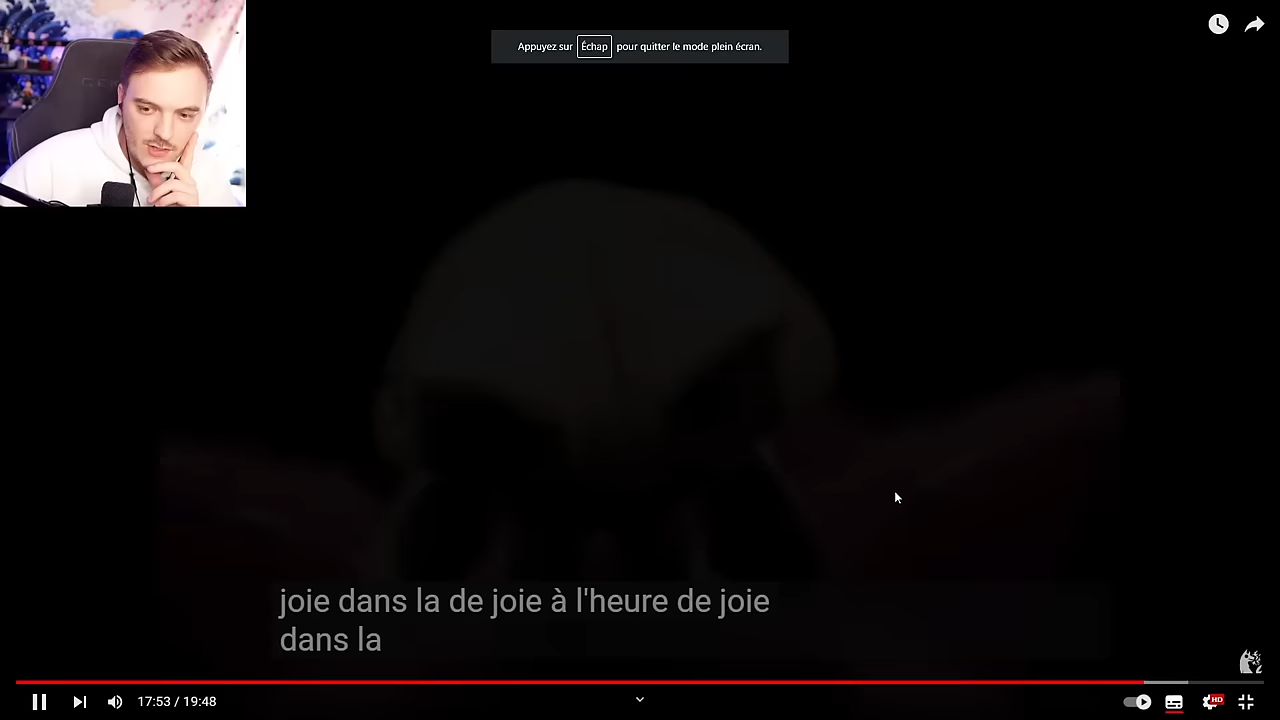 Appuyez sur Échap pour quitter le mode plein écran.
joie dans la de joie à l'heure de joie
dans la
17:53 / 19:48
HD